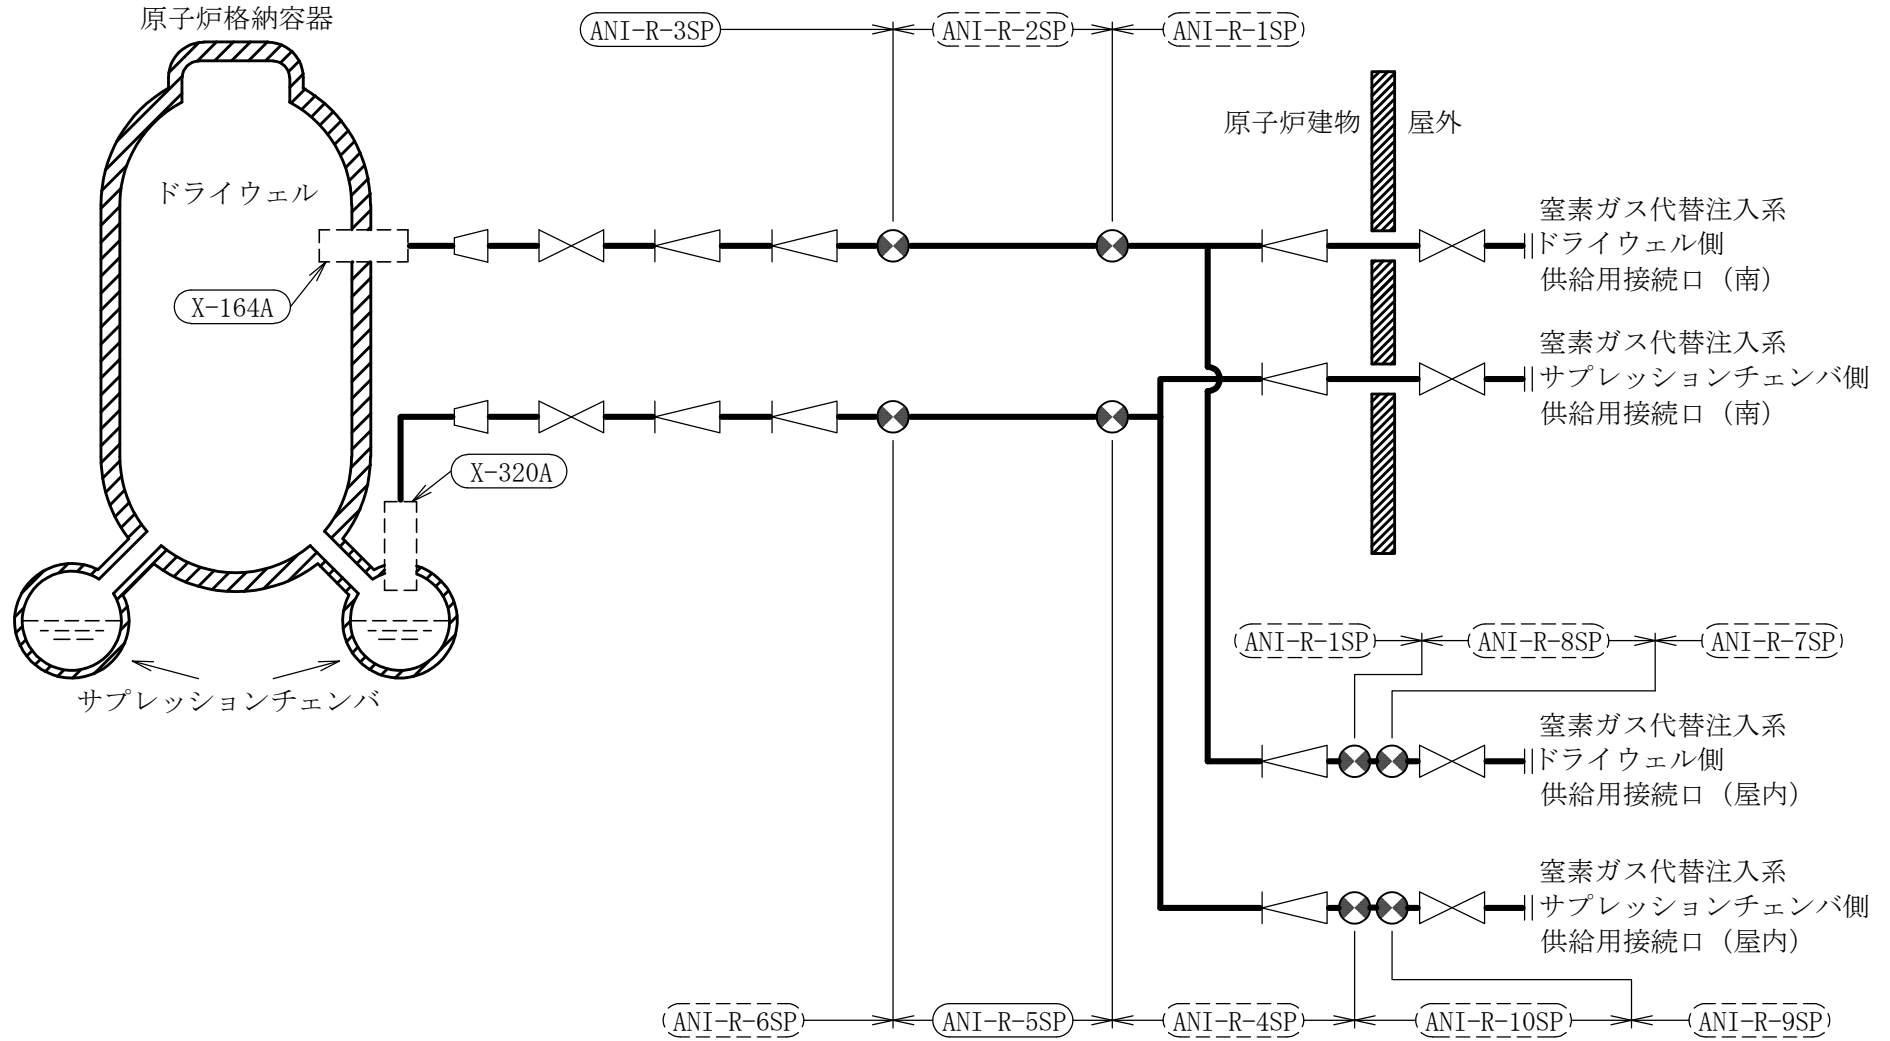 原子炉格納容器
ANI-R-3SP
ANI-R-2SP
ANI-R-1SP
原子炉建物
屋外
ドライウェル
X-164A
窒素ガス代替注入系
ドライウェル側
供給用接続口（南）
窒素ガス代替注入系
サプレッションチェンバ側
供給用接続口（南）
X-320A
サプレッションチェンバ
ANI-R-1SP
ANI-R-8SP
ANI-R-7SP
窒素ガス代替注入系
ドライウェル側
供給用接続口（屋内）
窒素ガス代替注入系
サプレッションチェンバ側
供給用接続口（屋内）
ANI-R-6SP
ANI-R-5SP
ANI-R-4SP
ANI-R-10SP
ANI-R-9SP